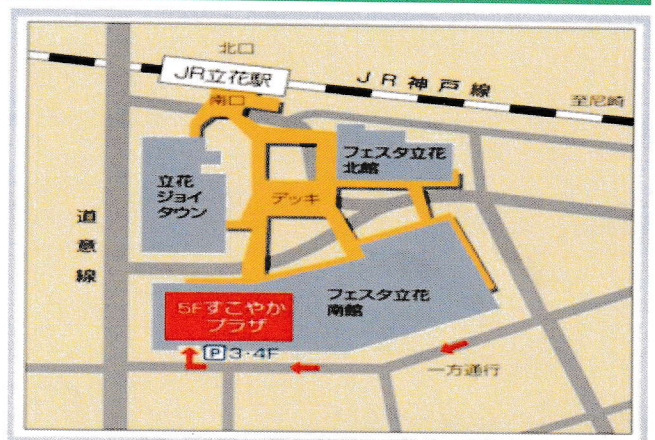 北口
JR立花駅
JR神戸線
至尼崎
南口
フェスタ立花
北館
立花
ジョイ
タウン
デッキ
道意線
フェスタ立花
南館
5Fすこやか
プラザ
P3・4F
一方通行